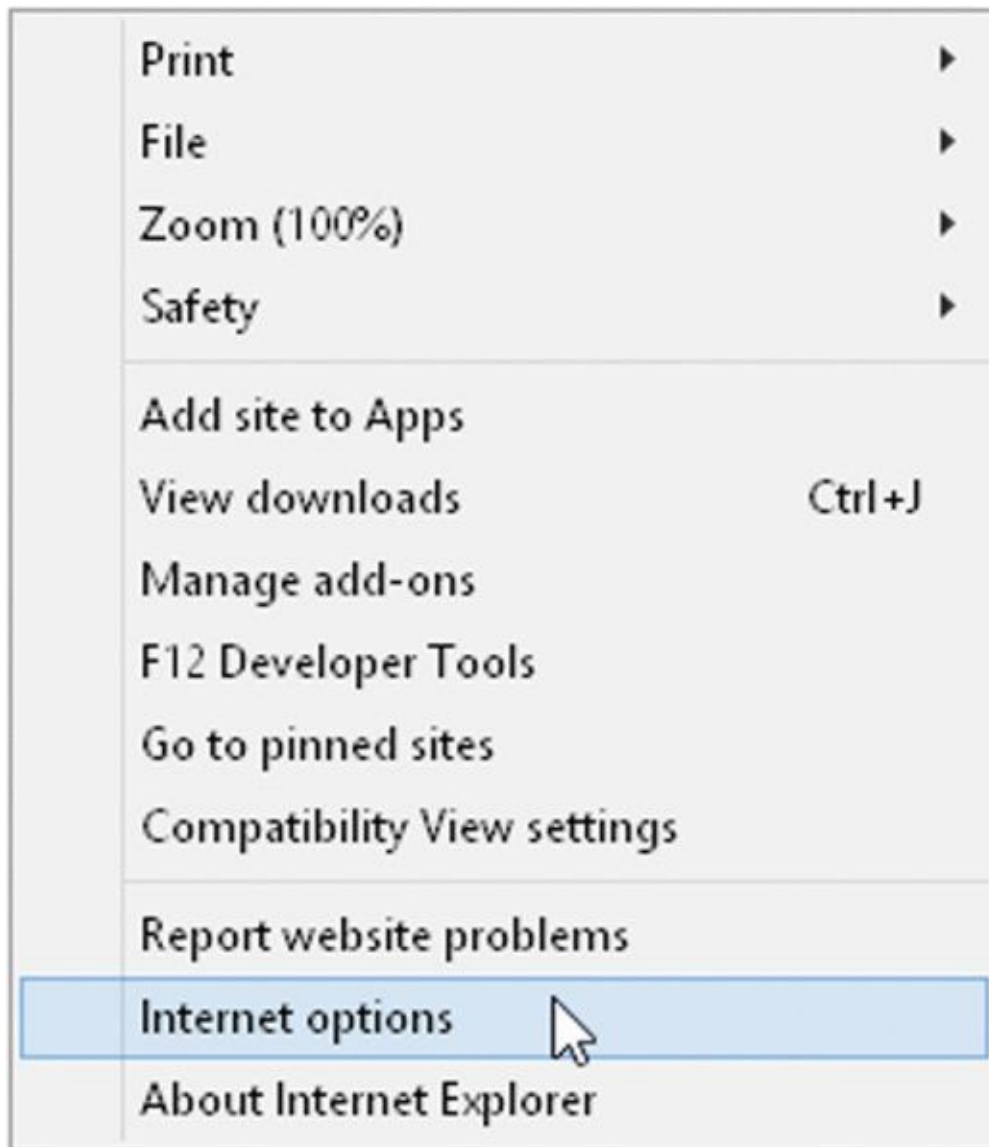 Print
File
Zoom (100%)
Safety
Add site to Apps
View downloads Ctrl+J
Manage add-ons
F12 Developer Tools
Go to pinned sites
Compatibility View settings
Report website problems
Internet options
About Internet Explorer